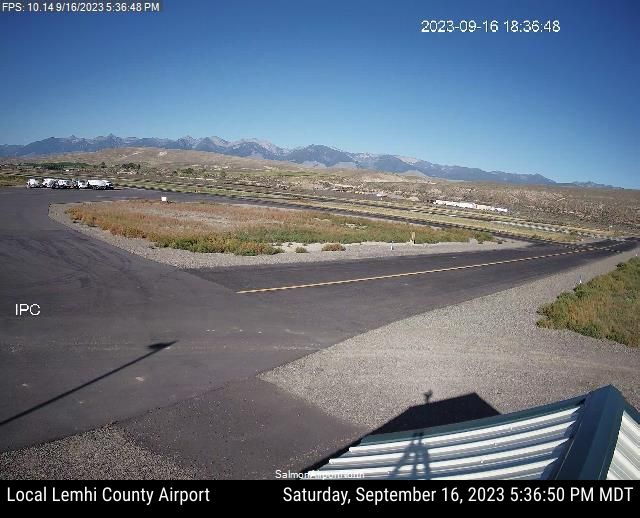 FPS: 10.14 9/16/2023 5:36:48 PM
2023-09-16 18:36:48
IPC
Local Lemhi County Airport
Saturday, September 16, 2023 5:36:50 PM MDT